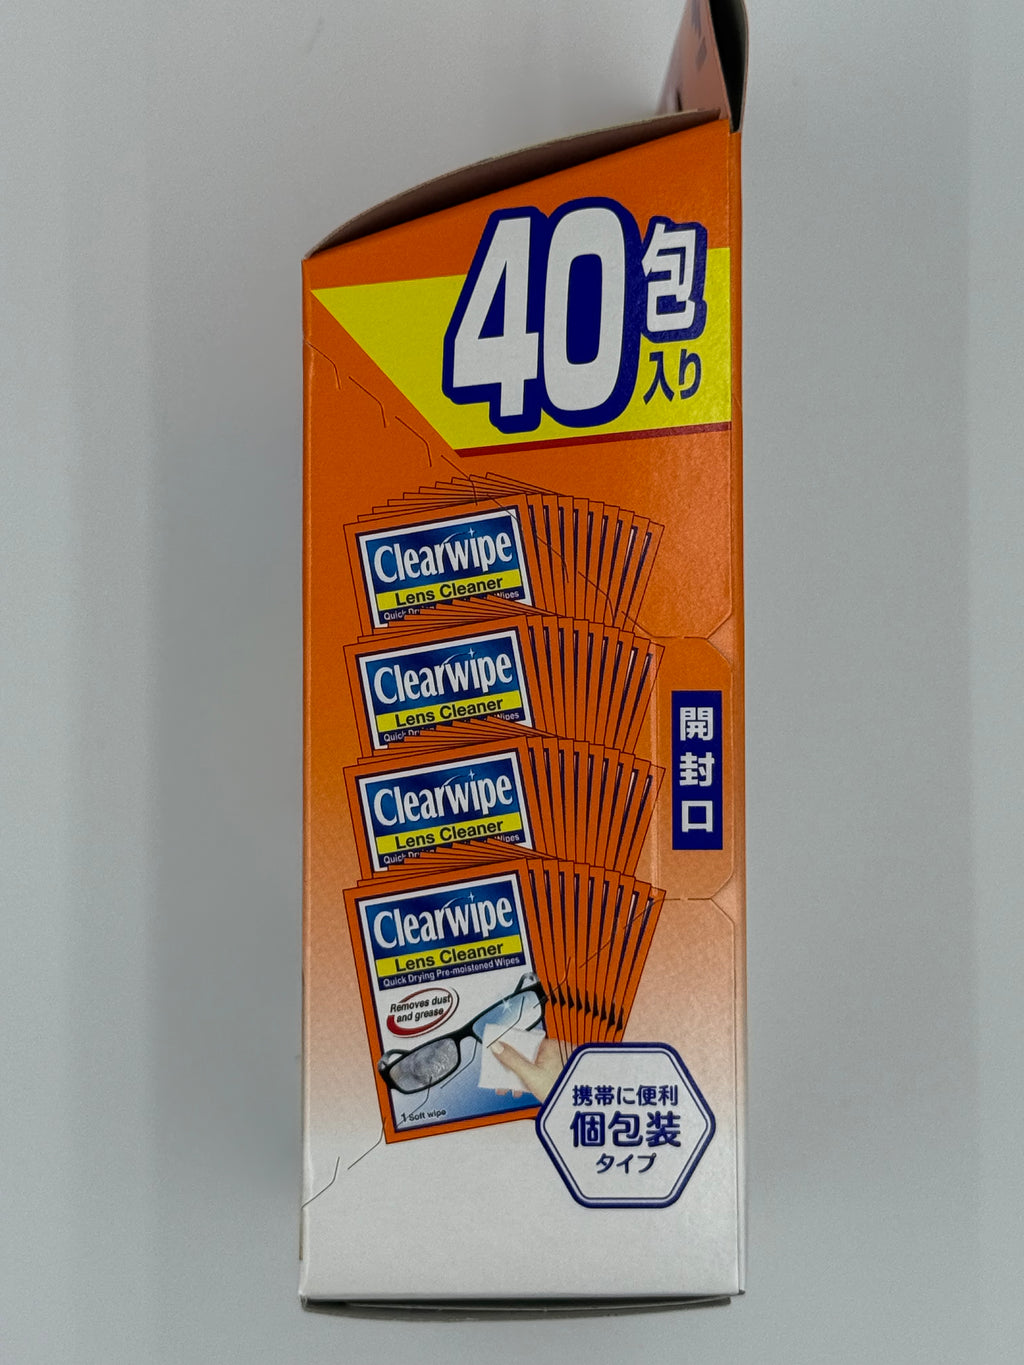 40包
入り
Clearwipe
Lens Cleaner
Clearwipe
Lens Cleaner
Clearwipe
Lens Cleaner
Clearwipe
Lens Cleaner
Quick Drying Pre-moistened Wipes
Removes dust
and grease
1 Soft wipe
開封口
携帯に便利
個包装
タイプ